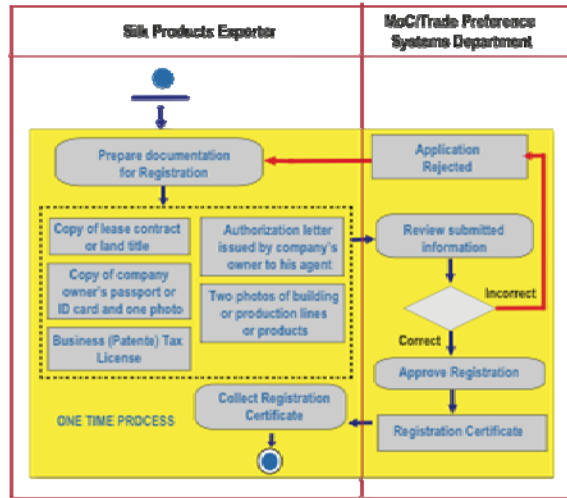 Silk Products Exporter
MoC/Trade Preference
Systems Department
Prepare documentation
for Registration
Application
Rejected
Copy of lease contract
or land title
Authorization letter
issued by company's
owner to his agent
Review submitted
information
Copy of company
owner's passport or
ID card and one photo
Two photos of building
or production lines
or products
Incorrect
Business (Patente) Tax
License
Correct
Approve Registration
Collect Registration
Certificate
ONE TIME PROCESS
Registration Certificate